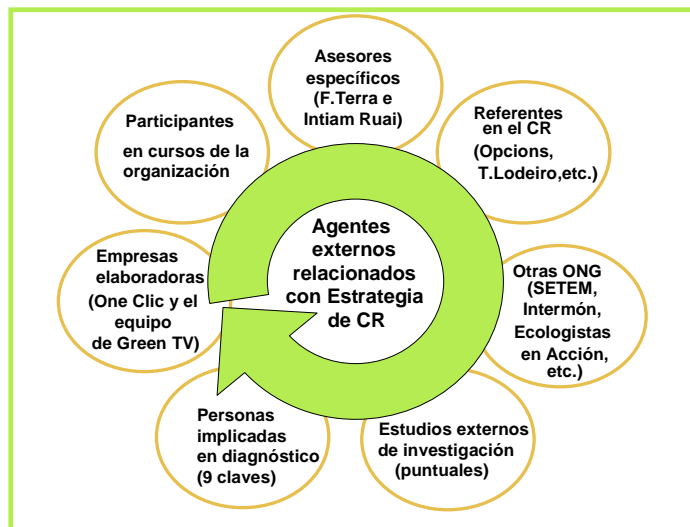 Asesores
específicos
(F.Terra e
Intiam Ruai)
Referentes
en el CR
(Opcions,
T.Lodeiro,etc.)
Otras ONG
(SETEM,
Intermón,
Ecologistas
en Acción,
etc.)
Estudios externos
de investigación
(puntuales)
Personas
implicadas
en diagnóstico
(9 claves)
Empresas
elaboradoras
(One Clic y el
equipo
de Green TV)
Participantes
en cursos de la
organización
Agentes
externos
relacionados
con Estrategia
de CR